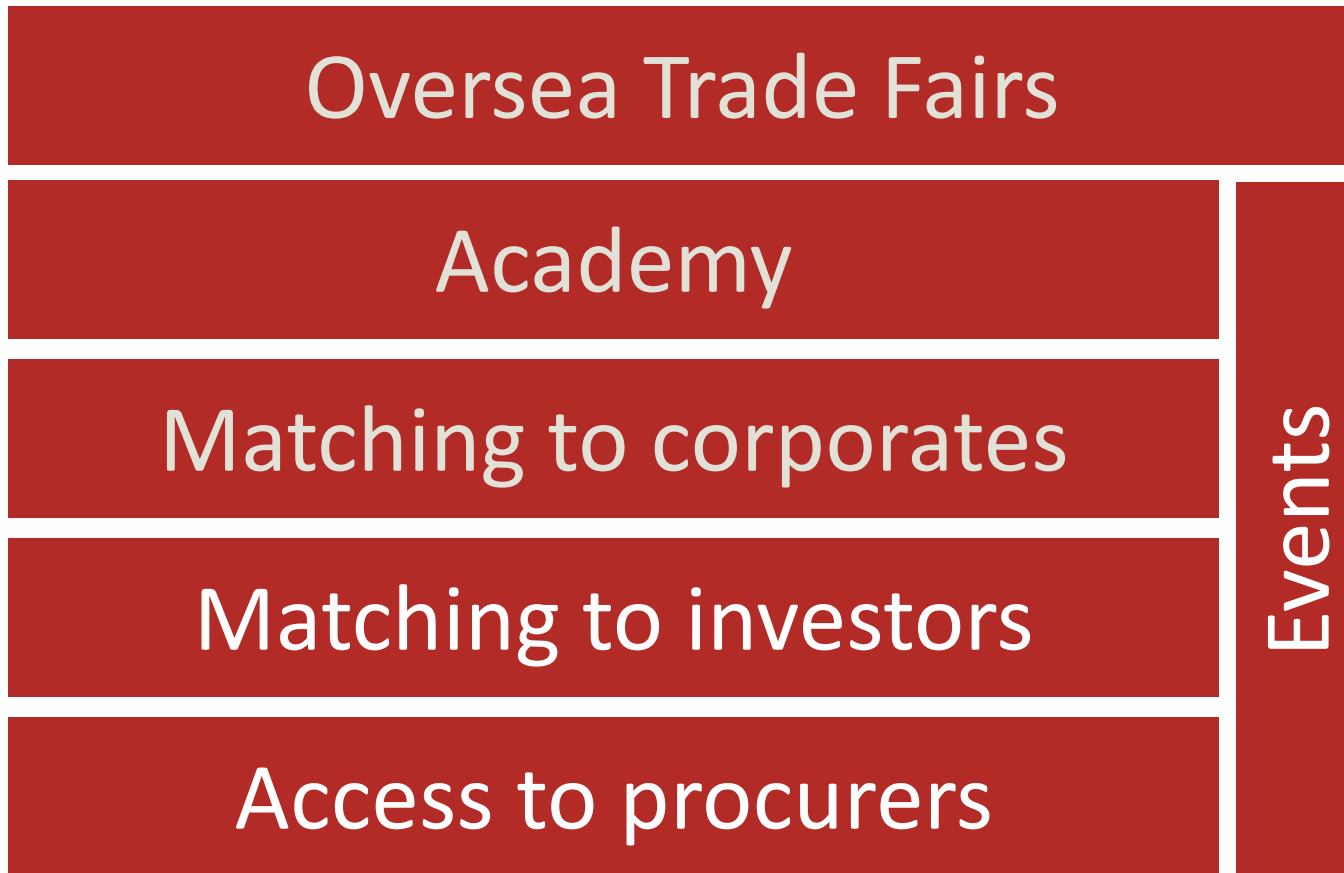 Oversea Trade Fairs
Academy
Matching to corporates
Matching to investors
Access to procurers
Events